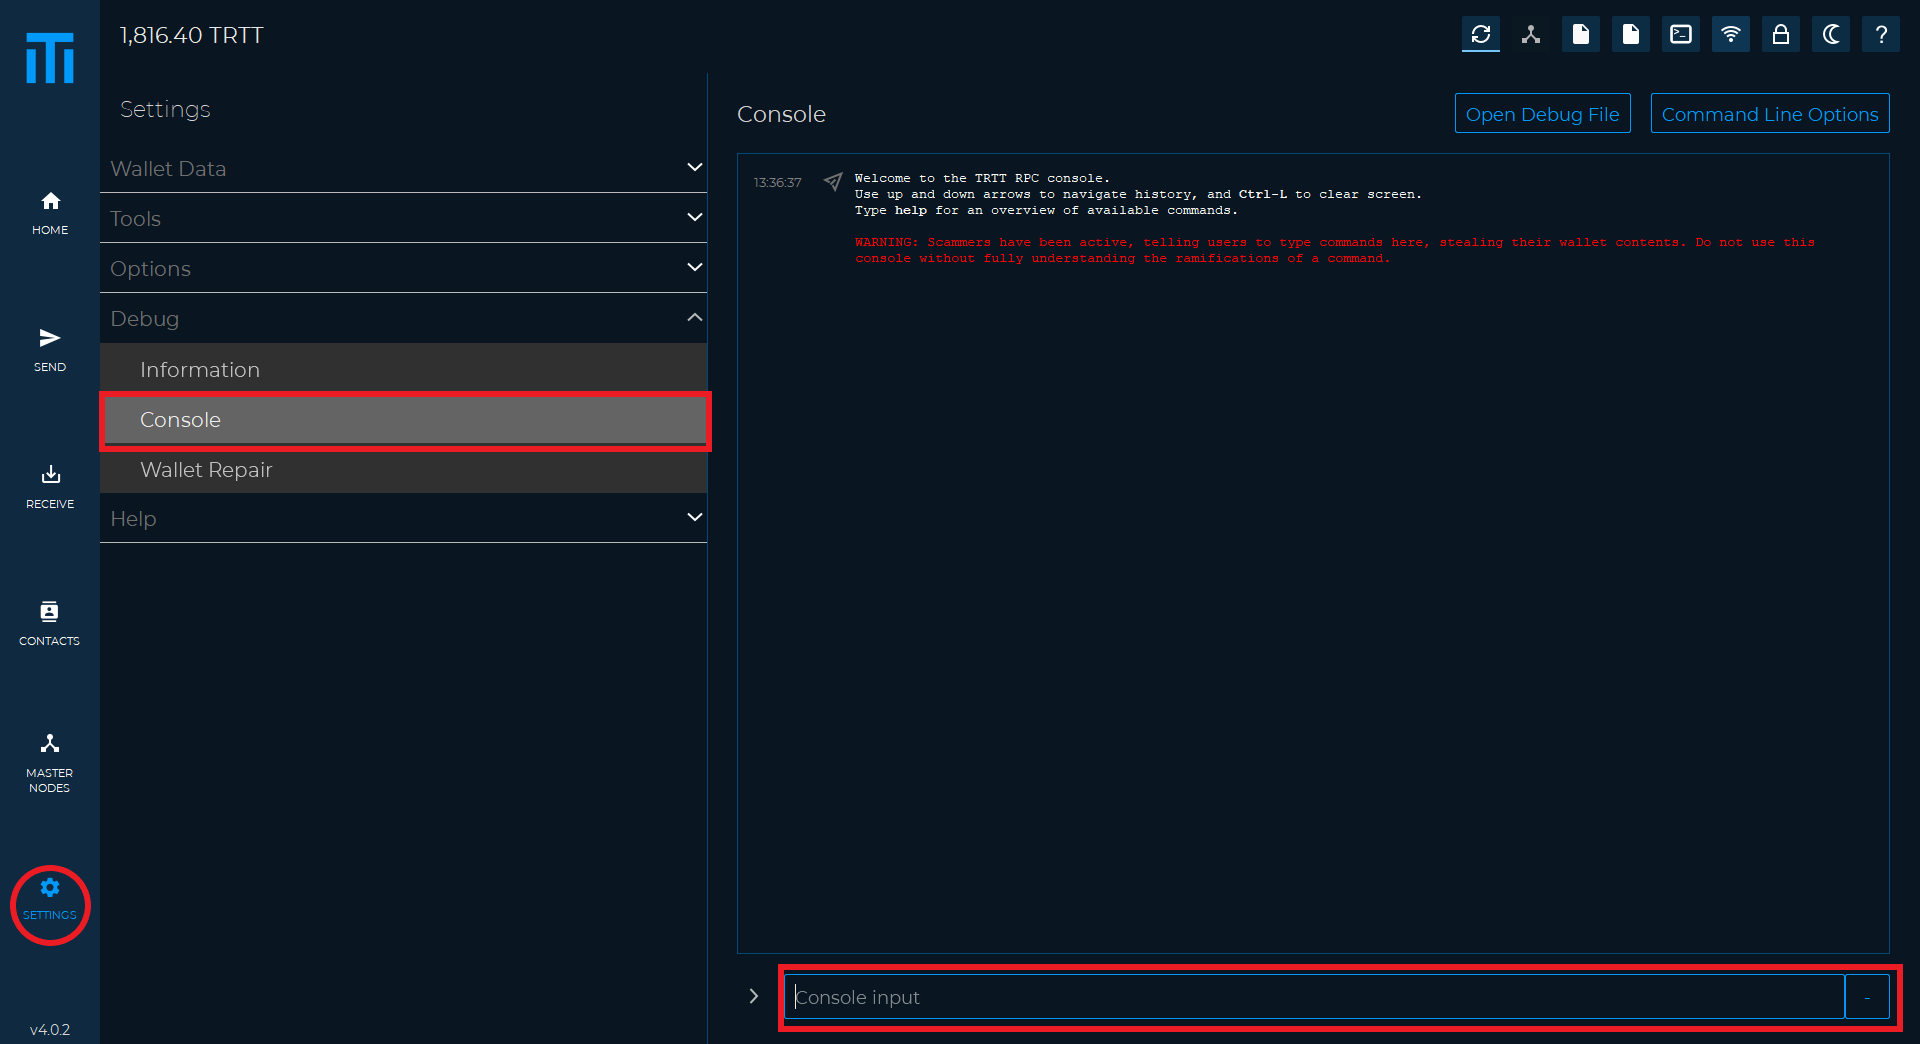 1,816.40 TRTT
HOME
SEND
RECEIVE
CONTACTS
MASTER
NODES
SETTINGS
v4.0.2
Settings
Wallet Data
Tools
Options
Debug
Information
Console
Wallet Repair
Help
Console
Open Debug File
Command Line Options
13:36:37
Welcome to the TRTT RPC console.
Use up and down arrows to navigate history, and Ctrl-L to clear screen.
Type help for an overview of available commands.
WARNING: Scammers have been active, telling users to type commands here, stealing their wallet contents. Do not use this
console without fully understanding the ramifications of a command.
Console input
-